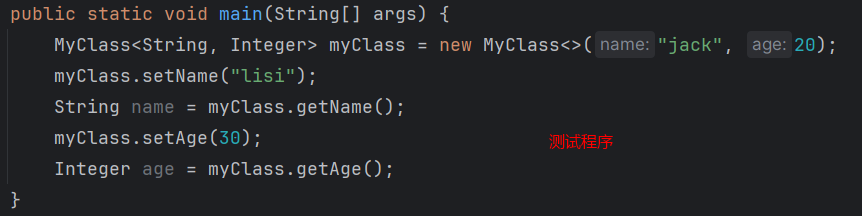 public static void main(String[] args) {
    MyClass<String, Integer> myClass = new MyClass<>( name: "jack", age: 20);
    myClass.setName("lisi");
    String name = myClass.getName();
    myClass.setAge(30);
测试程序
    Integer age = myClass.getAge();
}